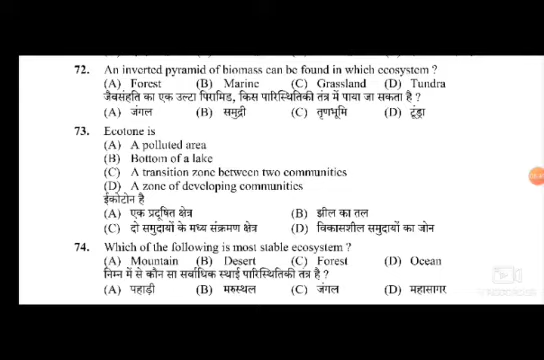 72. An inverted pyramid of biomass can be found in which ecosystem ?
(A) Forest (B) Marine (C) Grassland (D) Tundra
जैवसंहति का एक उल्टा पिरामिड, किस पारिस्थितिकी तंत्र में पाया जा सकता है ?
(A) जंगल (B) समुद्री (C) तृणभूमि (D) टुंड्रा
73. Ecotone is
(A) A polluted area
(B) Bottom of a lake
(C) A transition zone between two communities
(D) A zone of developing communities
ईकोटोन है
(A) एक प्रदूषित क्षेत्र (B) झील का तल
(C) दो समुदायों के मध्य संक्रमण क्षेत्र (D) विकासशील समुदायों का जोन
74. Which of the following is most stable ecosystem ?
(A) Mountain (B) Desert (C) Forest (D) Ocean
निम्न में से कौन सा सर्वाधिक स्थाई पारिस्थितिकी तंत्र है ?
(A) पहाड़ी (B) मरुस्थल (C) जंगल (D) महासागर